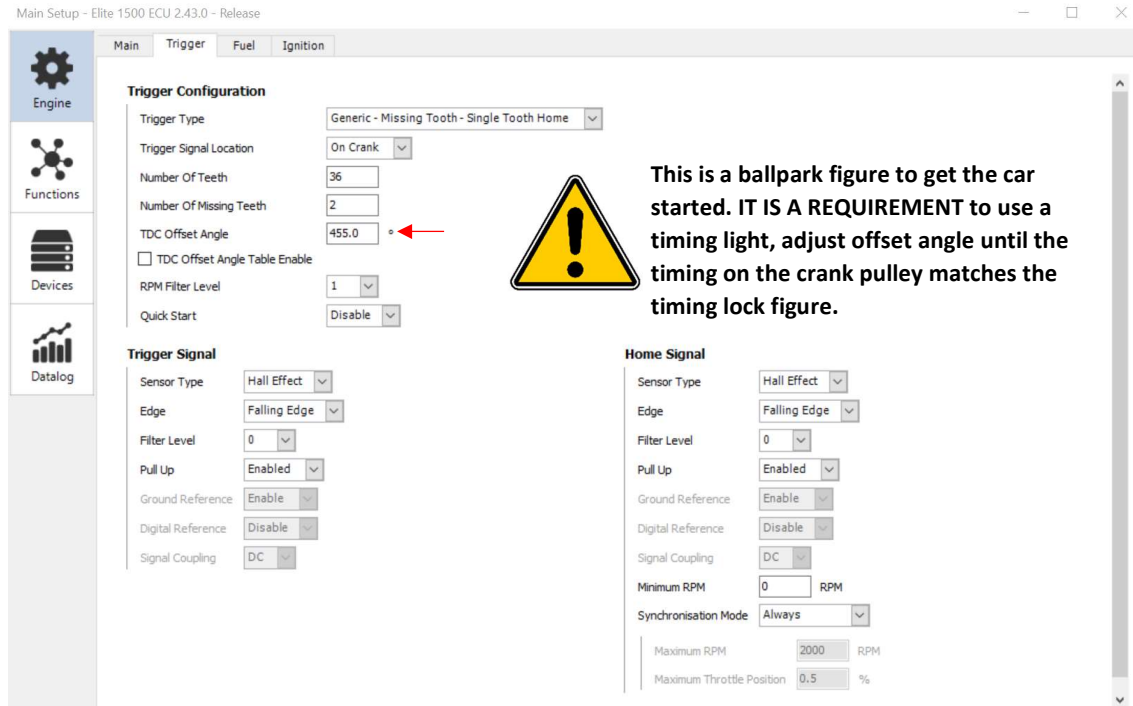 Main Setup - Elite 1500 ECU 2.43.0 - Release
Main Trigger Fuel Ignition
Engine
Functions
Devices
Datalog
Trigger Configuration
Trigger Type Generic - Missing Tooth - Single Tooth Home
Trigger Signal Location On Crank
Number Of Teeth 36
Number Of Missing Teeth 2
TDC Offset Angle 455.0 °
TDC Offset Angle Table Enable
RPM Filter Level 1
Quick Start Disable
This is a ballpark figure to get the car
started. IT IS A REQUIREMENT to use a
timing light, adjust offset angle until the
timing on the crank pulley matches the
timing lock figure.
Trigger Signal
Sensor Type Hall Effect
Edge Falling Edge
Filter Level 0
Pull Up Enabled
Ground Reference Enable
Digital Reference Disable
Signal Coupling DC
Home Signal
Sensor Type Hall Effect
Edge Falling Edge
Filter Level 0
Pull Up Enabled
Ground Reference Enable
Digital Reference Disable
Signal Coupling DC
Minimum RPM 0 RPM
Synchronisation Mode Always
Maximum RPM 2000 RPM
Maximum Throttle Position 0.5 %